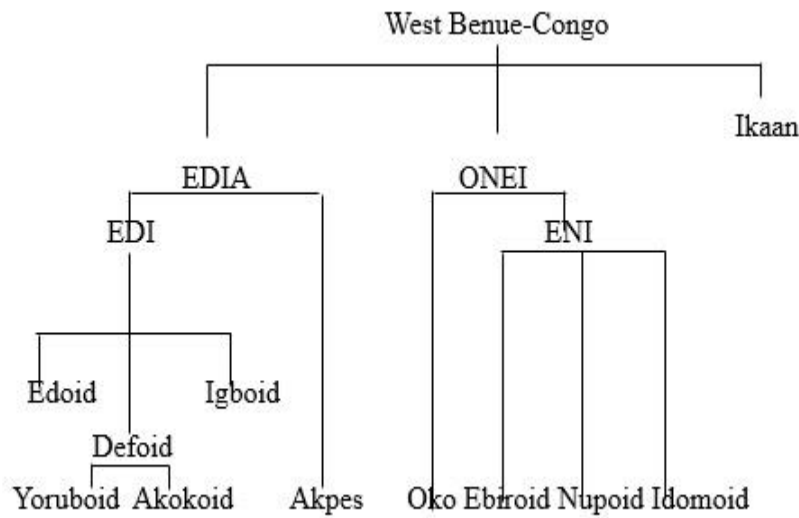 West Benue-Congo
Ikaan
EDIA ONEI
EDI ENI
Edoid Igboid
Defoid
Yoruboid Akokoid Akpes Oko Ebiroid Nupoid Idomoid